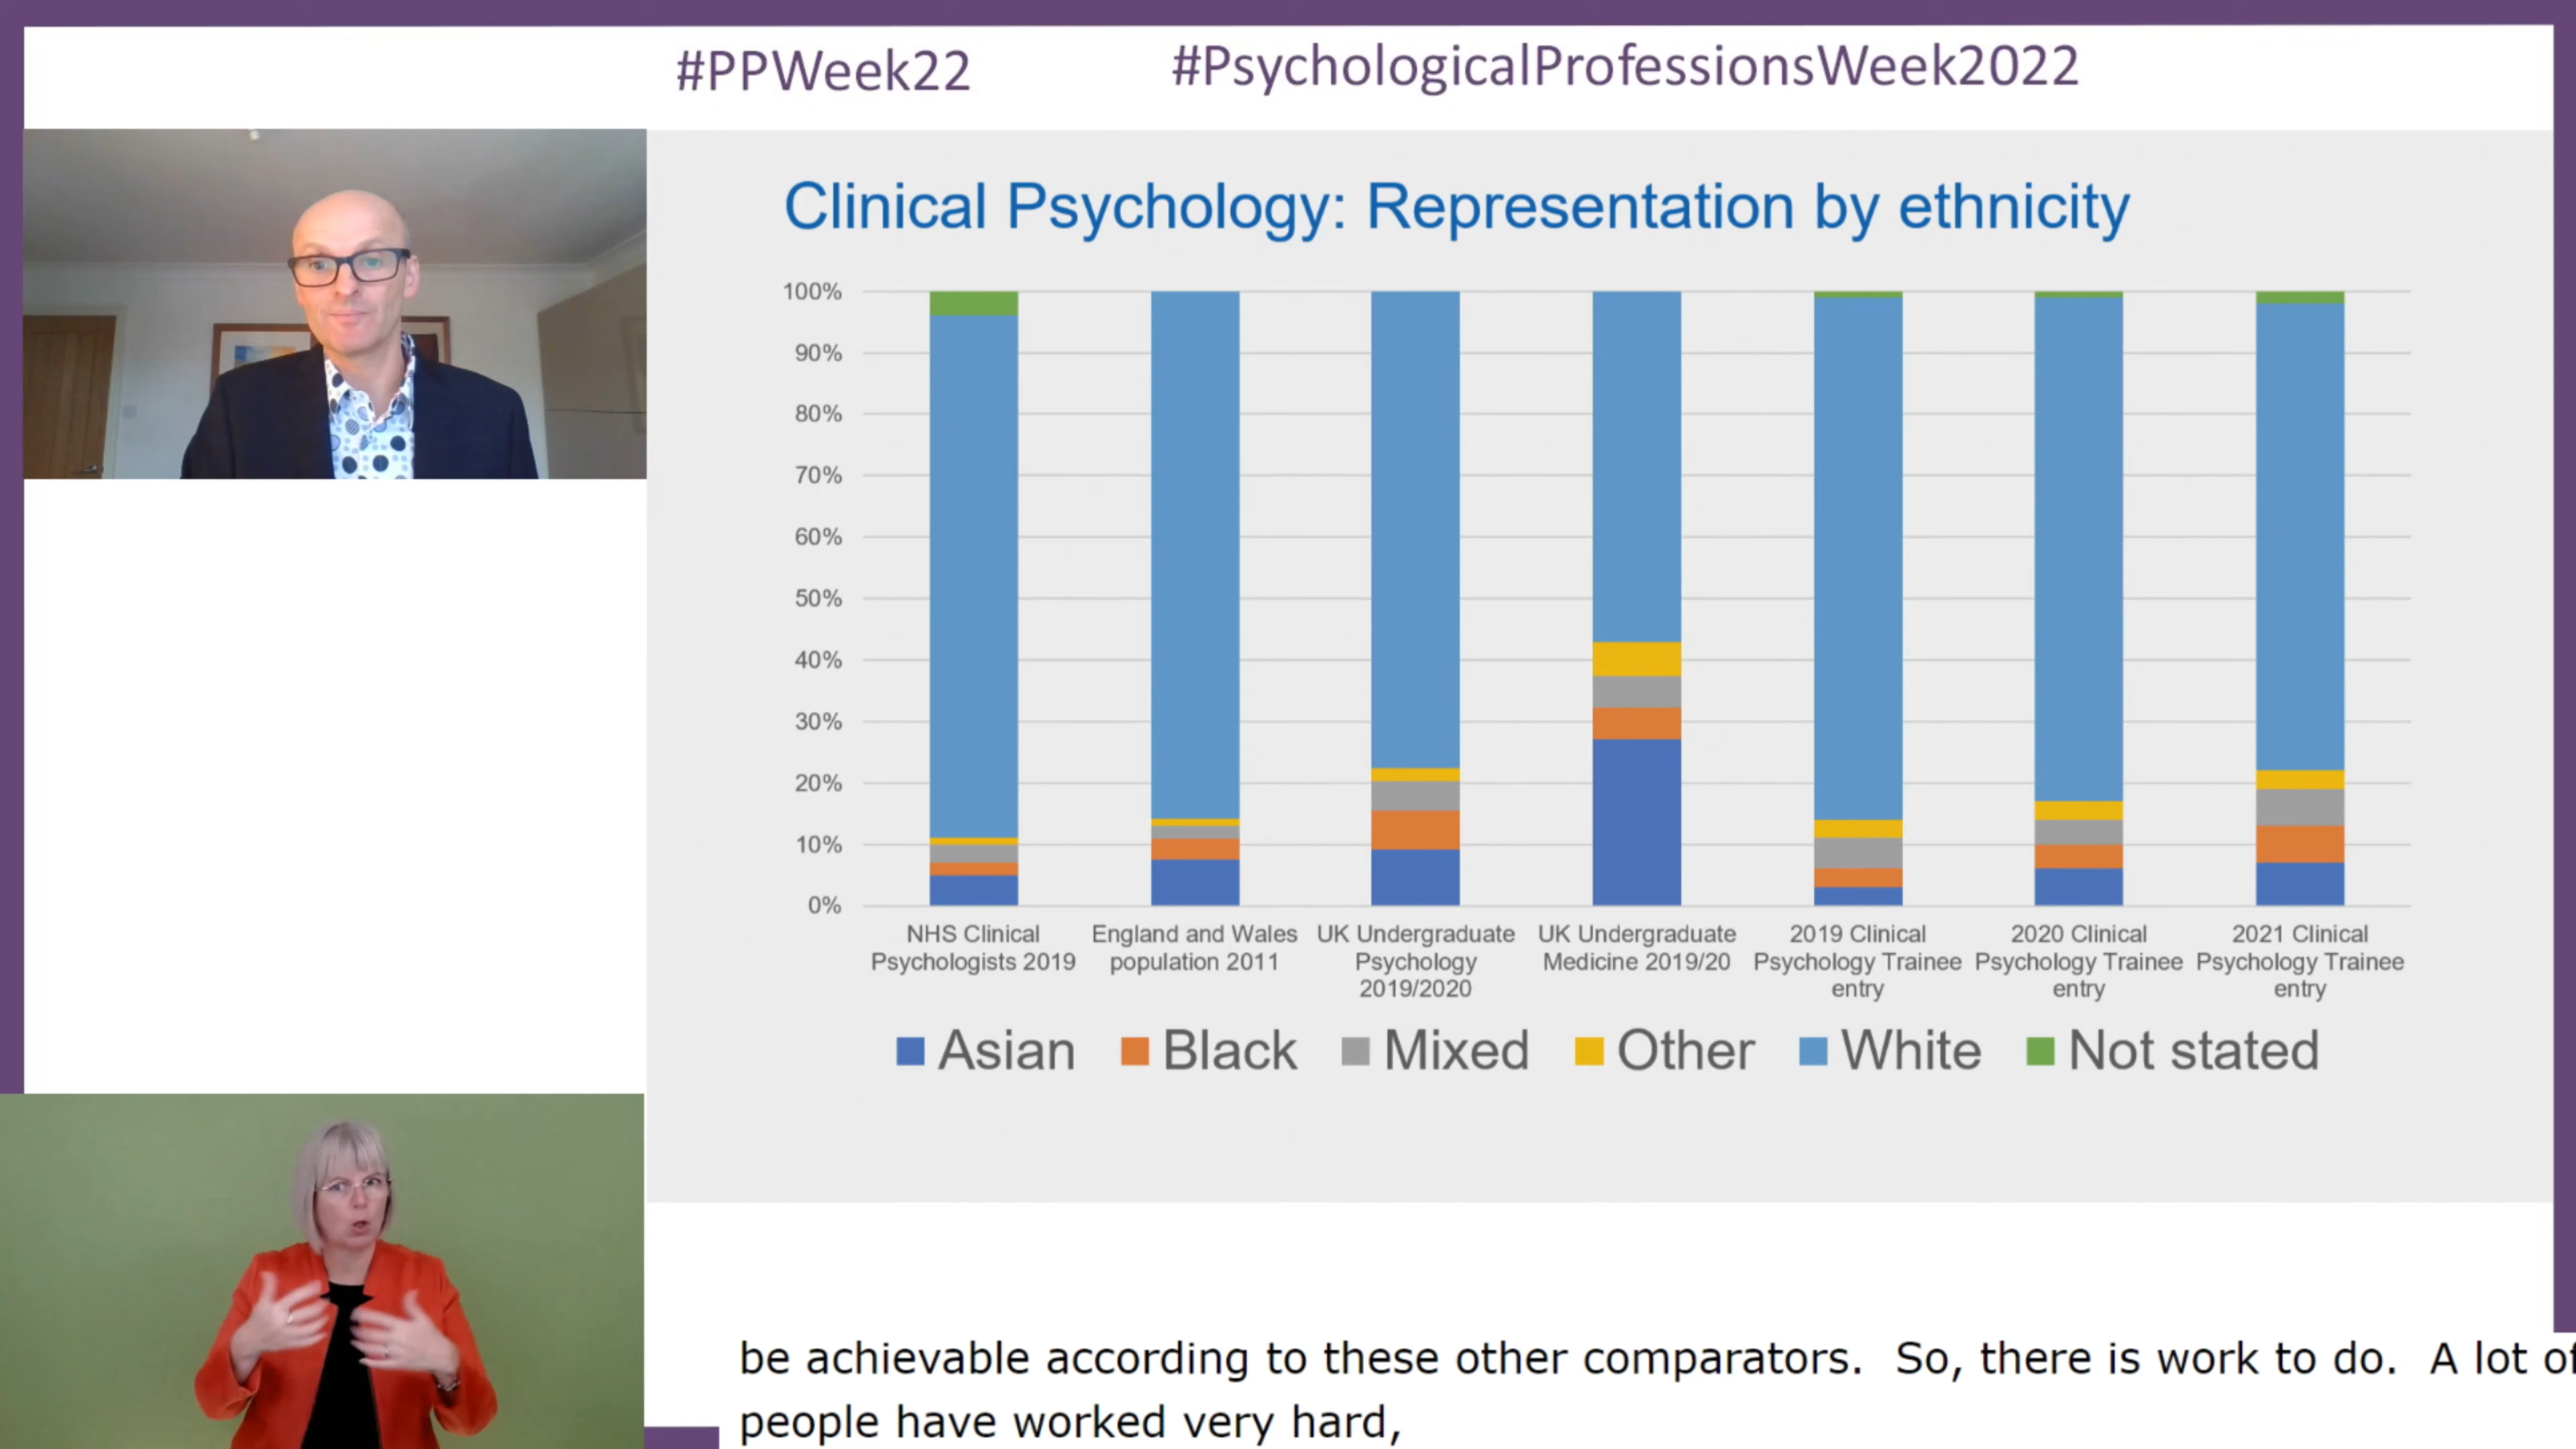 #PPWeek22 #PsychologicalProfessionsWeek2022
Clinical Psychology: Representation by ethnicity
100%
90%
80%
70%
60%
50%
40%
30%
20%
10%
0%
NHS Clinical
Psychologists 2019
England and Wales
population 2011
UK Undergraduate
Psychology
2019/2020
UK Undergraduate
Medicine 2019/20
2019 Clinical
Psychology Trainee
entry
2020 Clinical
Psychology Trainee
entry
2021 Clinical
Psychology Trainee
entry
Asian Black Mixed Other White Not stated
be achievable according to these other comparators. So, there is work to do. A lot of
people have worked very hard,